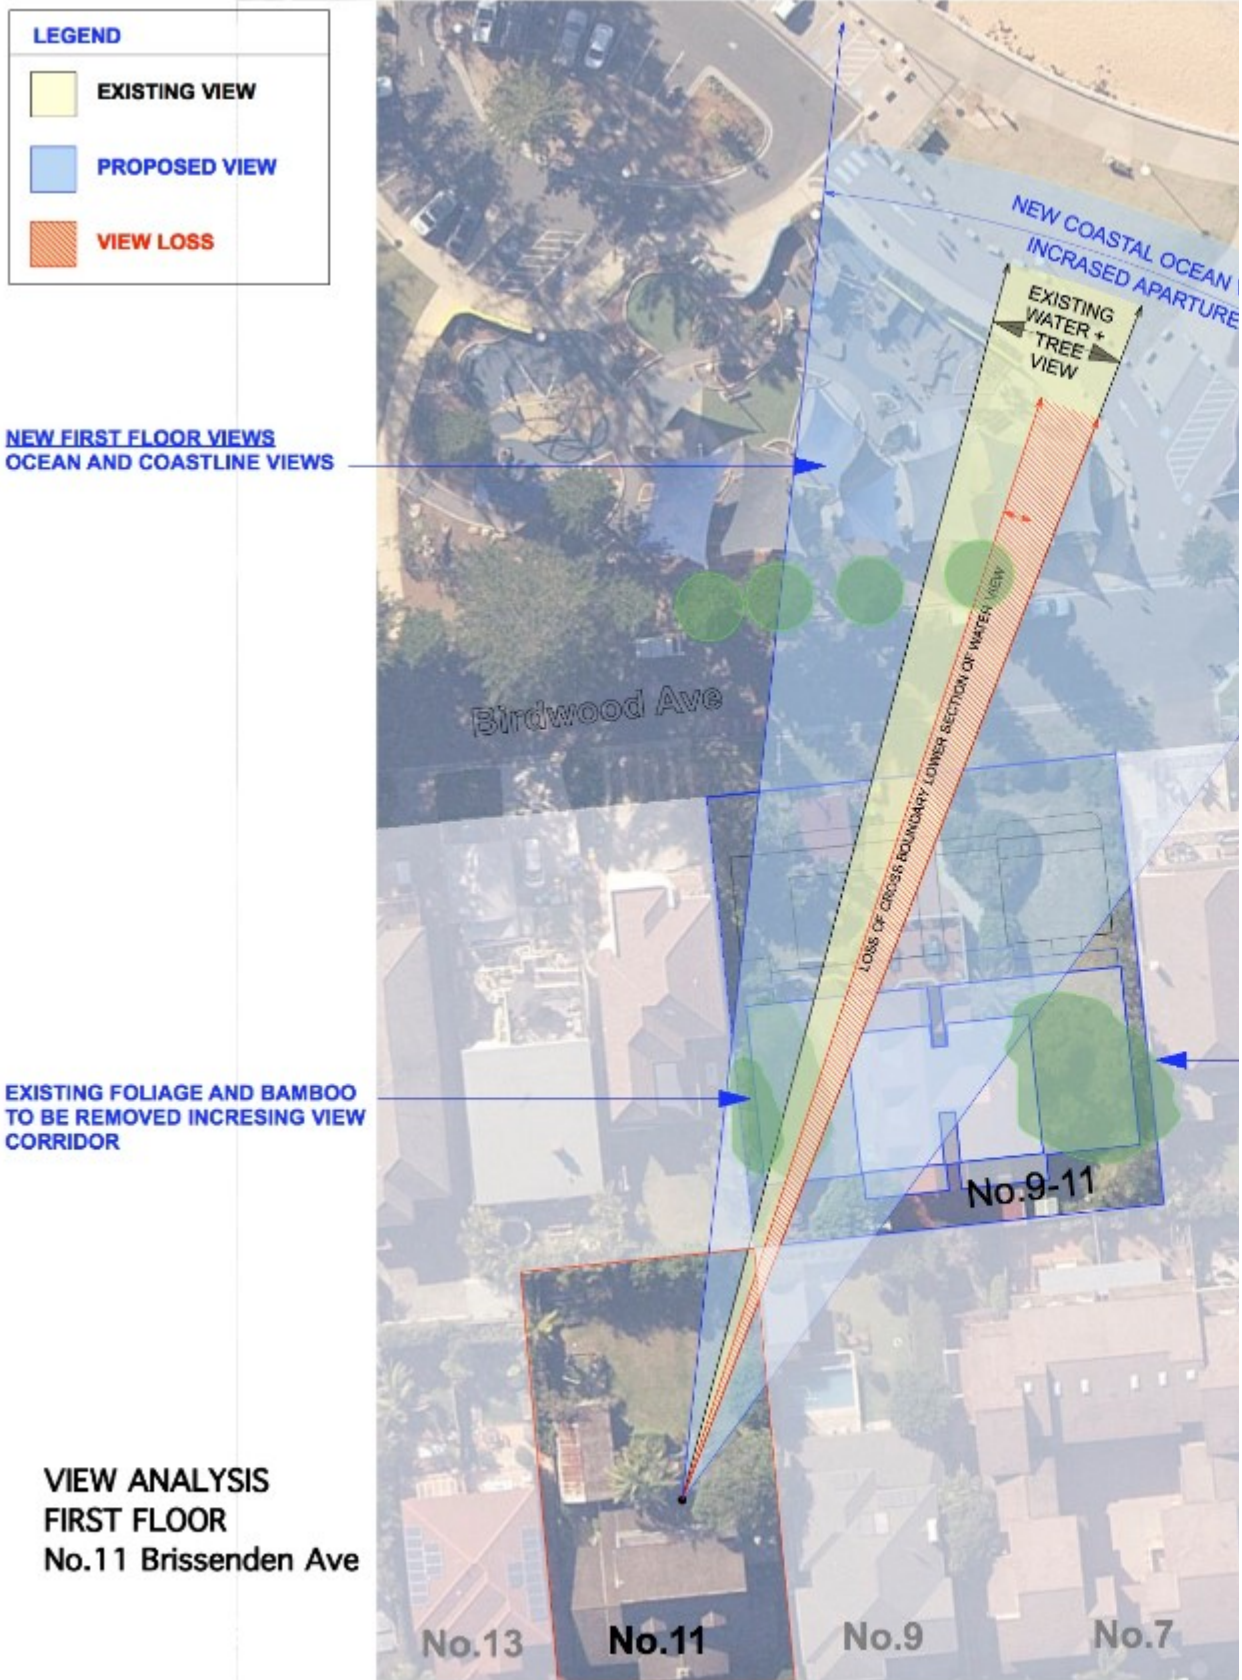 LEGEND
EXISTING VIEW
PROPOSED VIEW
VIEW LOSS
NEW COASTAL OCEAN
INCRASED APARTURE
EXISTING
WATER +
TREE
VIEW
NEW FIRST FLOOR VIEWS
OCEAN AND COASTLINE VIEWS
LOSS OF CROSS BOUNDARY LOWER SECTION OF WATER VIEW
Birdwood Ave
EXISTING FOLIAGE AND BAMBOO
TO BE REMOVED INCRESING VIEW
CORRIDOR
No.9-11
VIEW ANALYSIS
FIRST FLOOR
No.11 Brissenden Ave
No.13
No.11
No.9
No.7